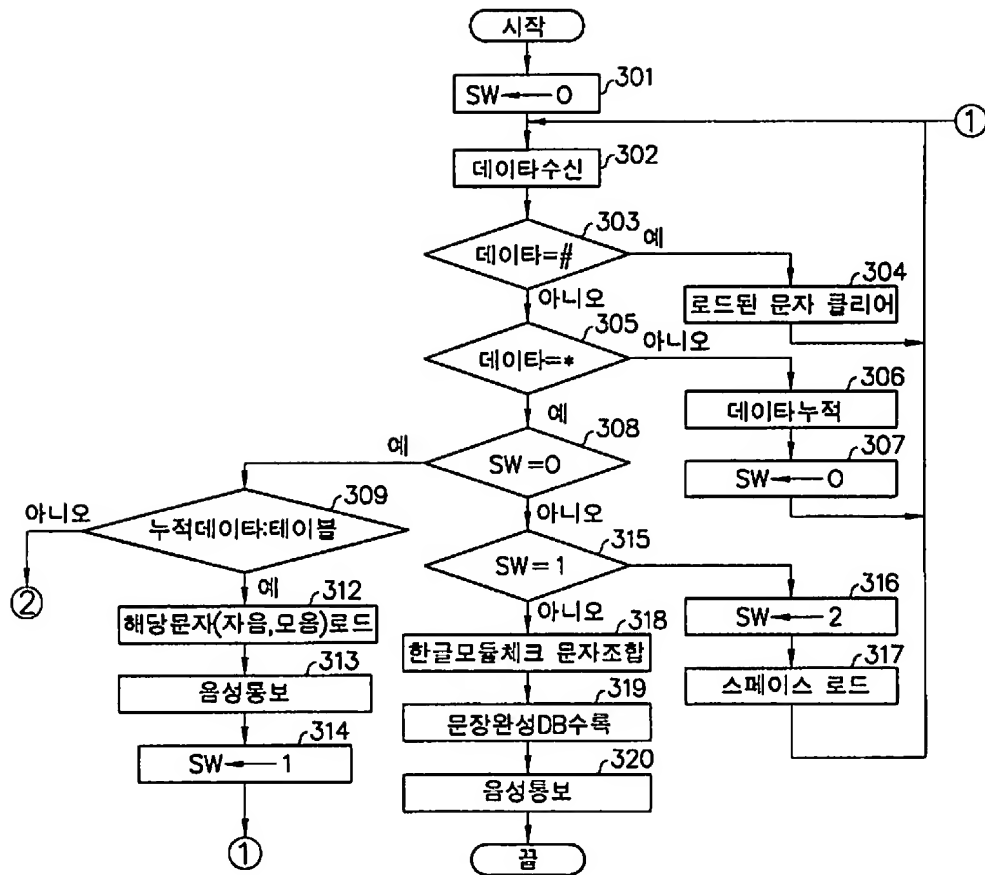 시작
301
SW ← 0
①
302
데이타수신
303
데이타=#
예
304
로드된 문자 클리어
아니오
305
데이타=*
아니오
306
데이타누적
예
308
SW=0
예
307
SW ← 0
309
아니오
누적데이타:테이블
아니오
315
SW=1
②
예
312
해당문자(자음,모음)로드
316
SW ← 2
아니오
318
한글모듈체크 문자조합
317
스페이스 로드
313
음성통보
319
문장완성DB수록
314
SW ← 1
320
음성통보
①
끝